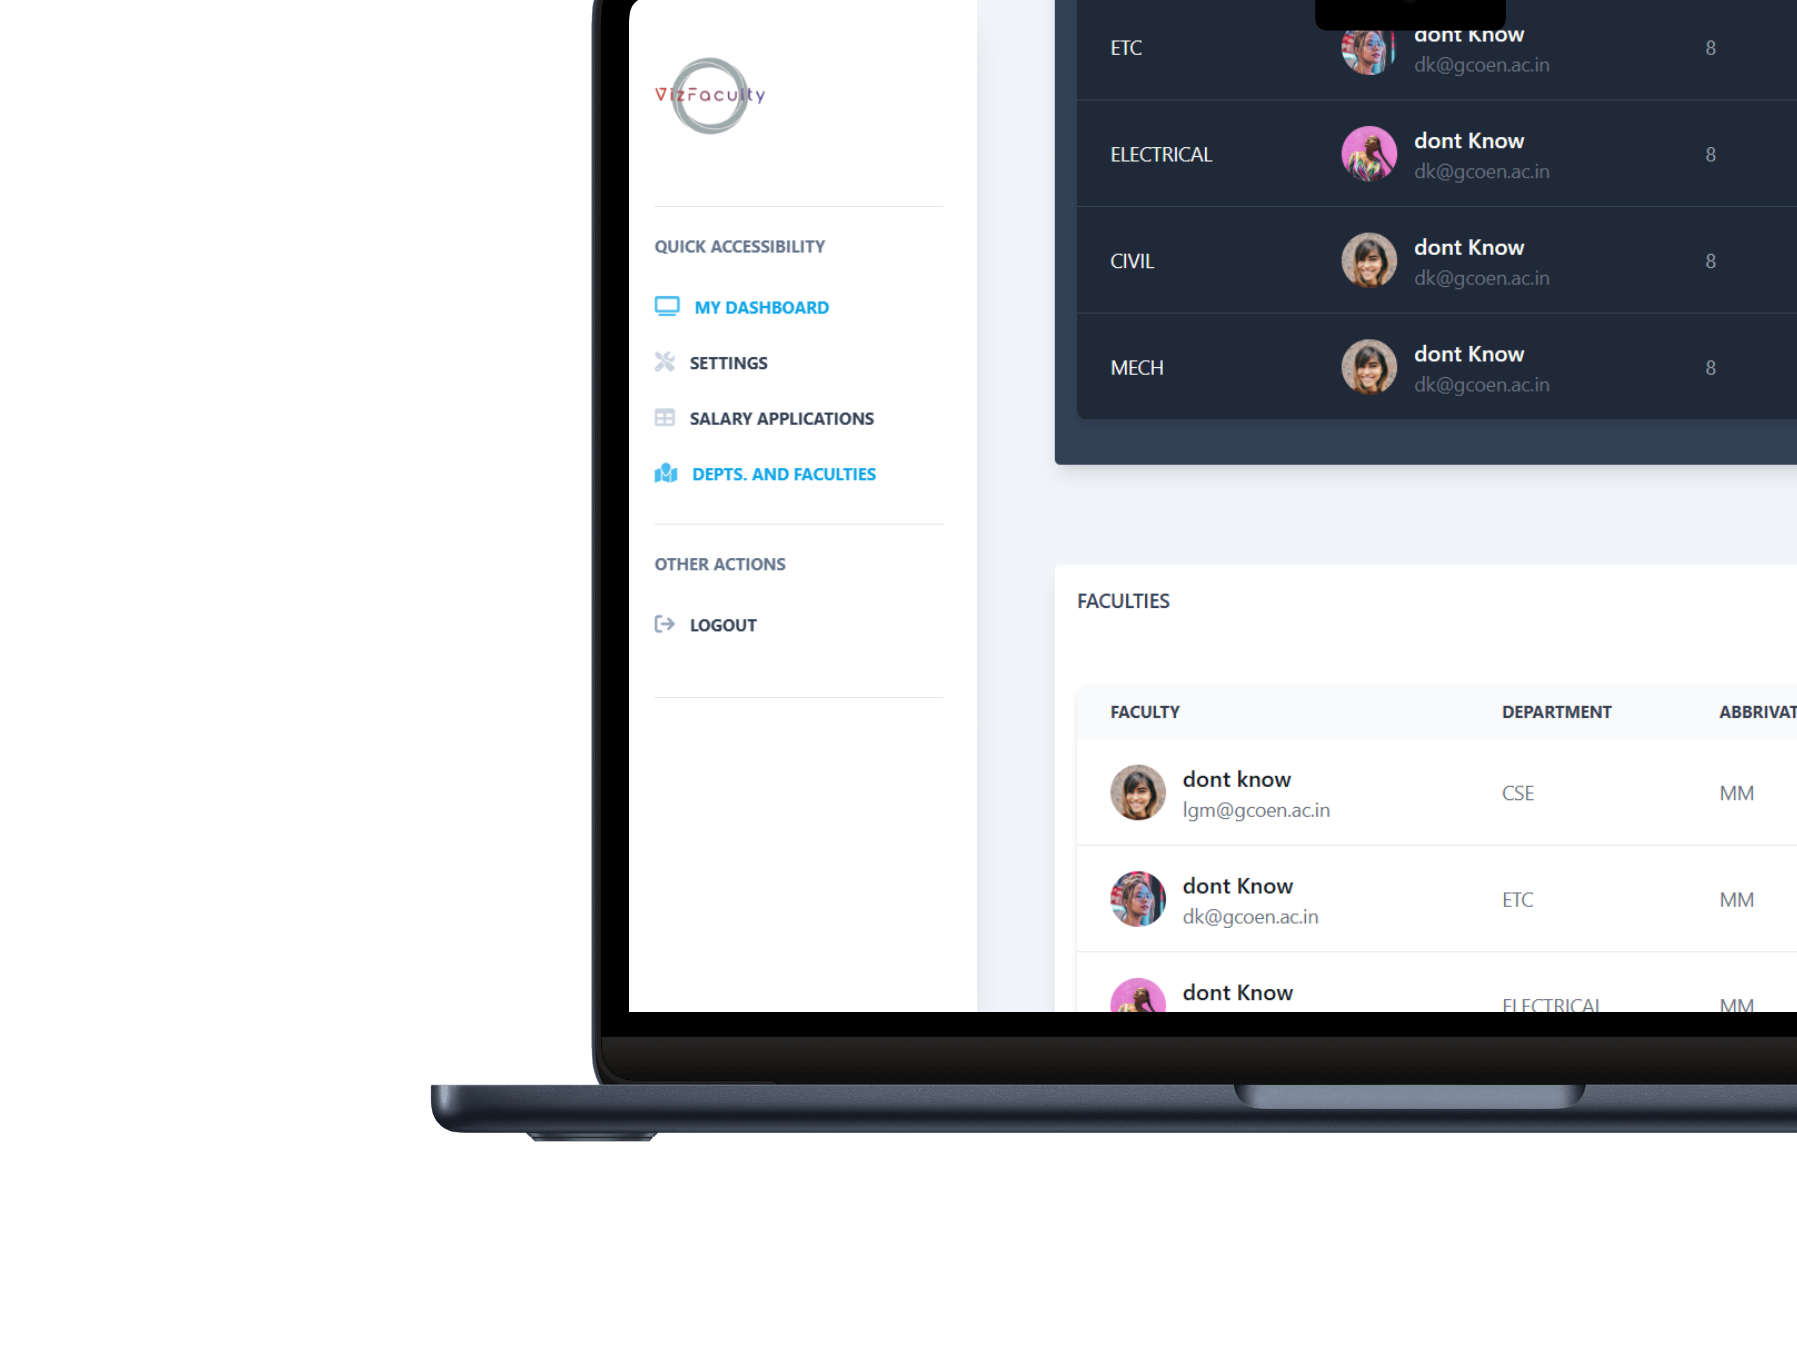 VizFaculty
QUICK ACCESSIBILITY
MY DASHBOARD
SETTINGS
SALARY APPLICATIONS
DEPTS. AND FACULTIES
OTHER ACTIONS
LOGOUT
ETC dont Know 8
dk@gcoen.ac.in
ELECTRICAL dont Know 8
dk@gcoen.ac.in
CIVIL dont Know 8
dk@gcoen.ac.in
MECH dont Know 8
dk@gcoen.ac.in
FACULTIES
FACULTY DEPARTMENT ABBRIVAT
dont know CSE MM
lgm@gcoen.ac.in
dont Know ETC MM
dk@gcoen.ac.in
dont Know ELECTRICAL MM